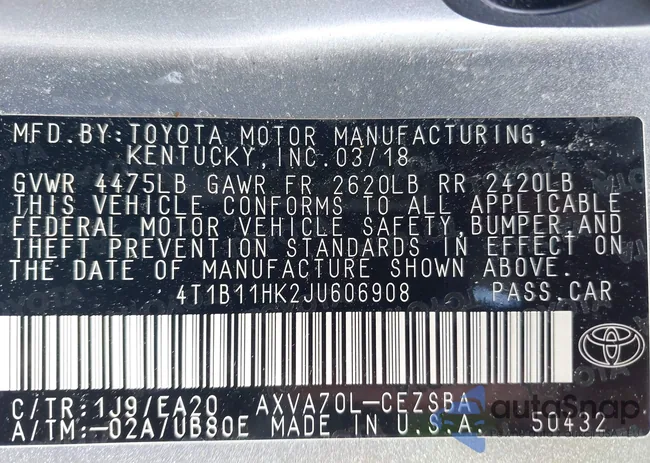 MFD.BY:TOYOTA MOTOR MANUFACTURING,
KENTUCKY,INC.03/18
GVWR 4475LB GAWR FR 2620LB RR 2420LB
THIS VEHICLE CONFORMS TO ALL APPLICABLE
FEDERAL MOTOR VEHICLE SAFETY,BUMPER,AND
THEFT PREVENTION STANDARDS IN EFFECT ON
THE DATE OF MANUFACTURE SHOWN ABOVE.
4T1B11HK2JU606908 PASS.CAR
C/TR:1J9/EA20 AXVA70L-CEZSBA
A/TM:-02A/UB80E MADE IN U.S.A. 50432
autoSnap